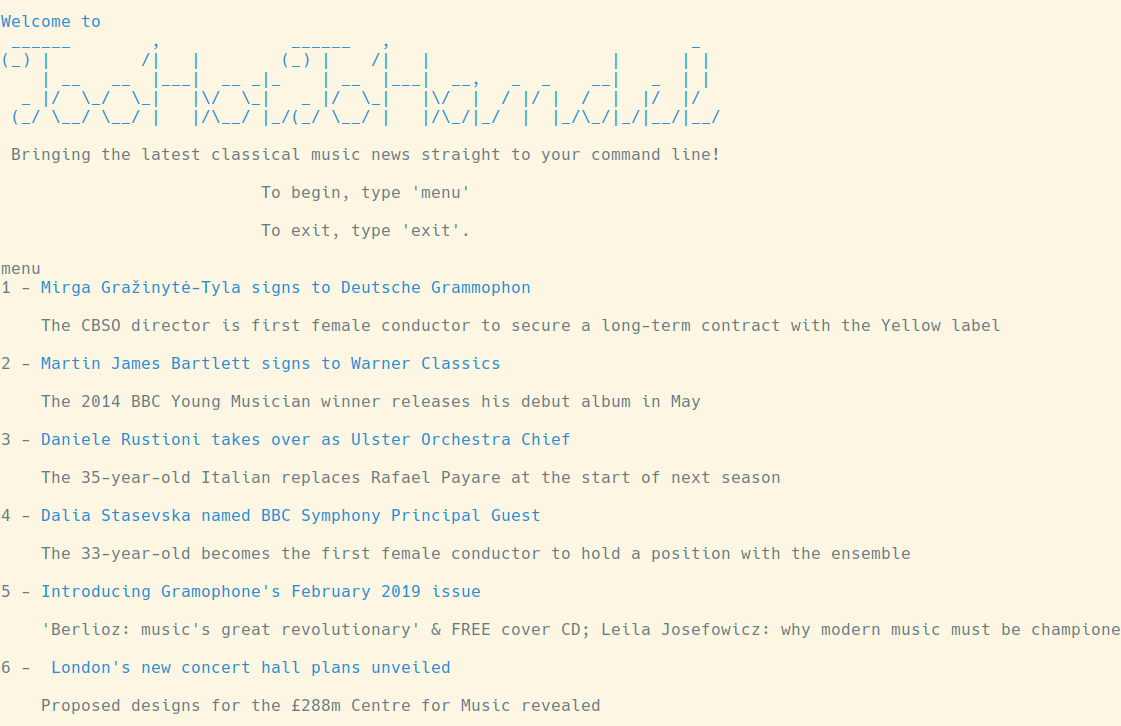 Welcome to
TooHotToHandel
Bringing the latest classical music news straight to your command line!
To begin, type 'menu'
To exit, type 'exit'.
menu
1 - Mirga Gražinytė-Tyla signs to Deutsche Grammophon
The CBSO director is first female conductor to secure a long-term contract with the Yellow label
2 - Martin James Bartlett signs to Warner Classics
The 2014 BBC Young Musician winner releases his debut album in May
3 - Daniele Rustioni takes over as Ulster Orchestra Chief
The 35-year-old Italian replaces Rafael Payare at the start of next season
4 - Dalia Stasevska named BBC Symphony Principal Guest
The 33-year-old becomes the first female conductor to hold a position with the ensemble
5 - Introducing Gramophone's February 2019 issue
'Berlioz: music's great revolutionary' & FREE cover CD; Leila Josefowicz: why modern music must be champione
6 - London's new concert hall plans unveiled
Proposed designs for the £288m Centre for Music revealed